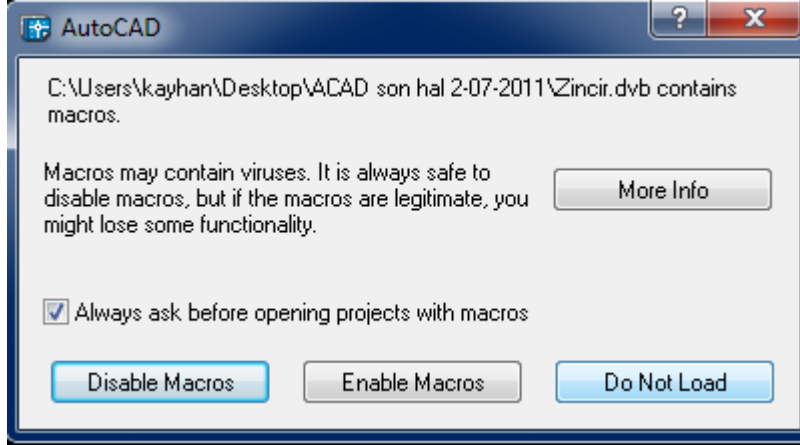 AutoCAD
C:\Users\kayhan\Desktop\ACAD son hal 2-07-2011\Zincir.dvb contains
macros.
Macros may contain viruses. It is always safe to
disable macros, but if the macros are legitimate, you
might lose some functionality.
More Info
Always ask before opening projects with macros
Disable Macros
Enable Macros
Do Not Load